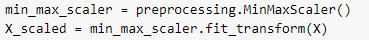 min_max_scaler = preprocessing.MinMaxScaler()
X_scaled = min_max_scaler.fit_transform(X)